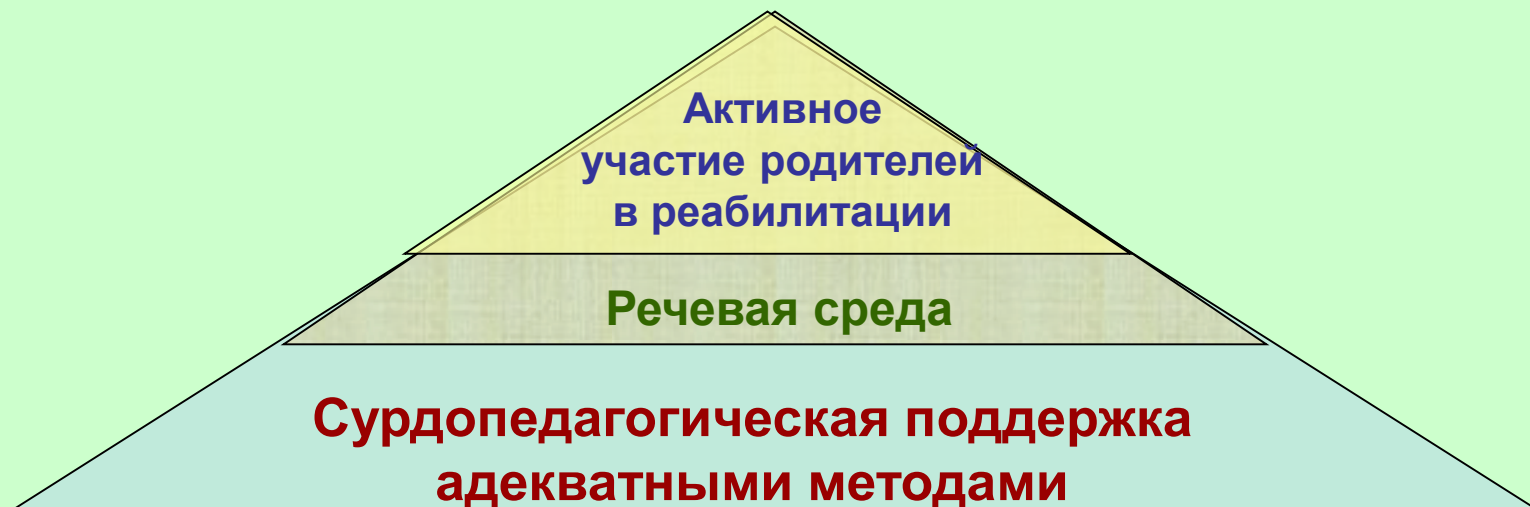 Активное
участие родителей
в реабилитации
Речевая среда
Сурдопедагогическая поддержка
адекватными методами